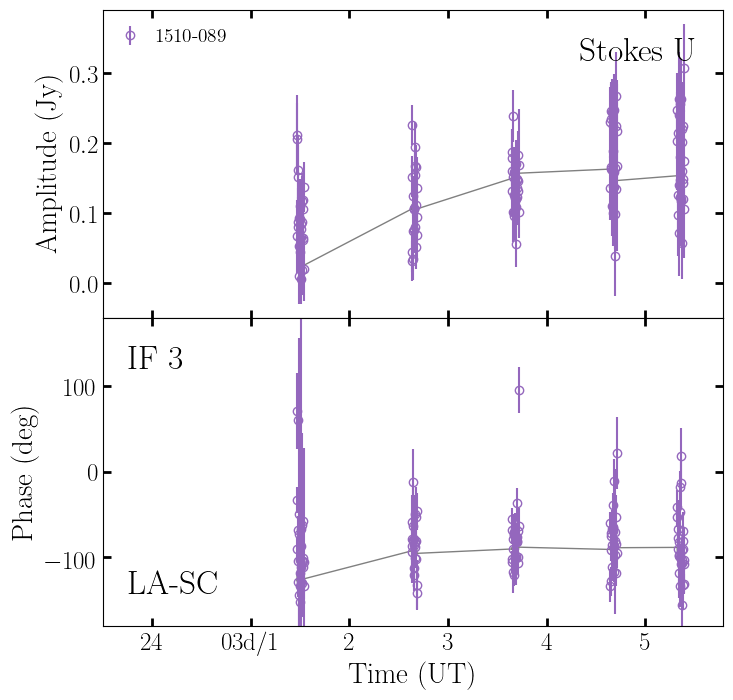 1510-089
Stokes U
0.3
0.2
0.1
0.0
Amplitude (Jy)
IF 3
100
0
−100
Phase (deg)
LA-SC
24 03d/1 2 3 4 5
Time (UT)